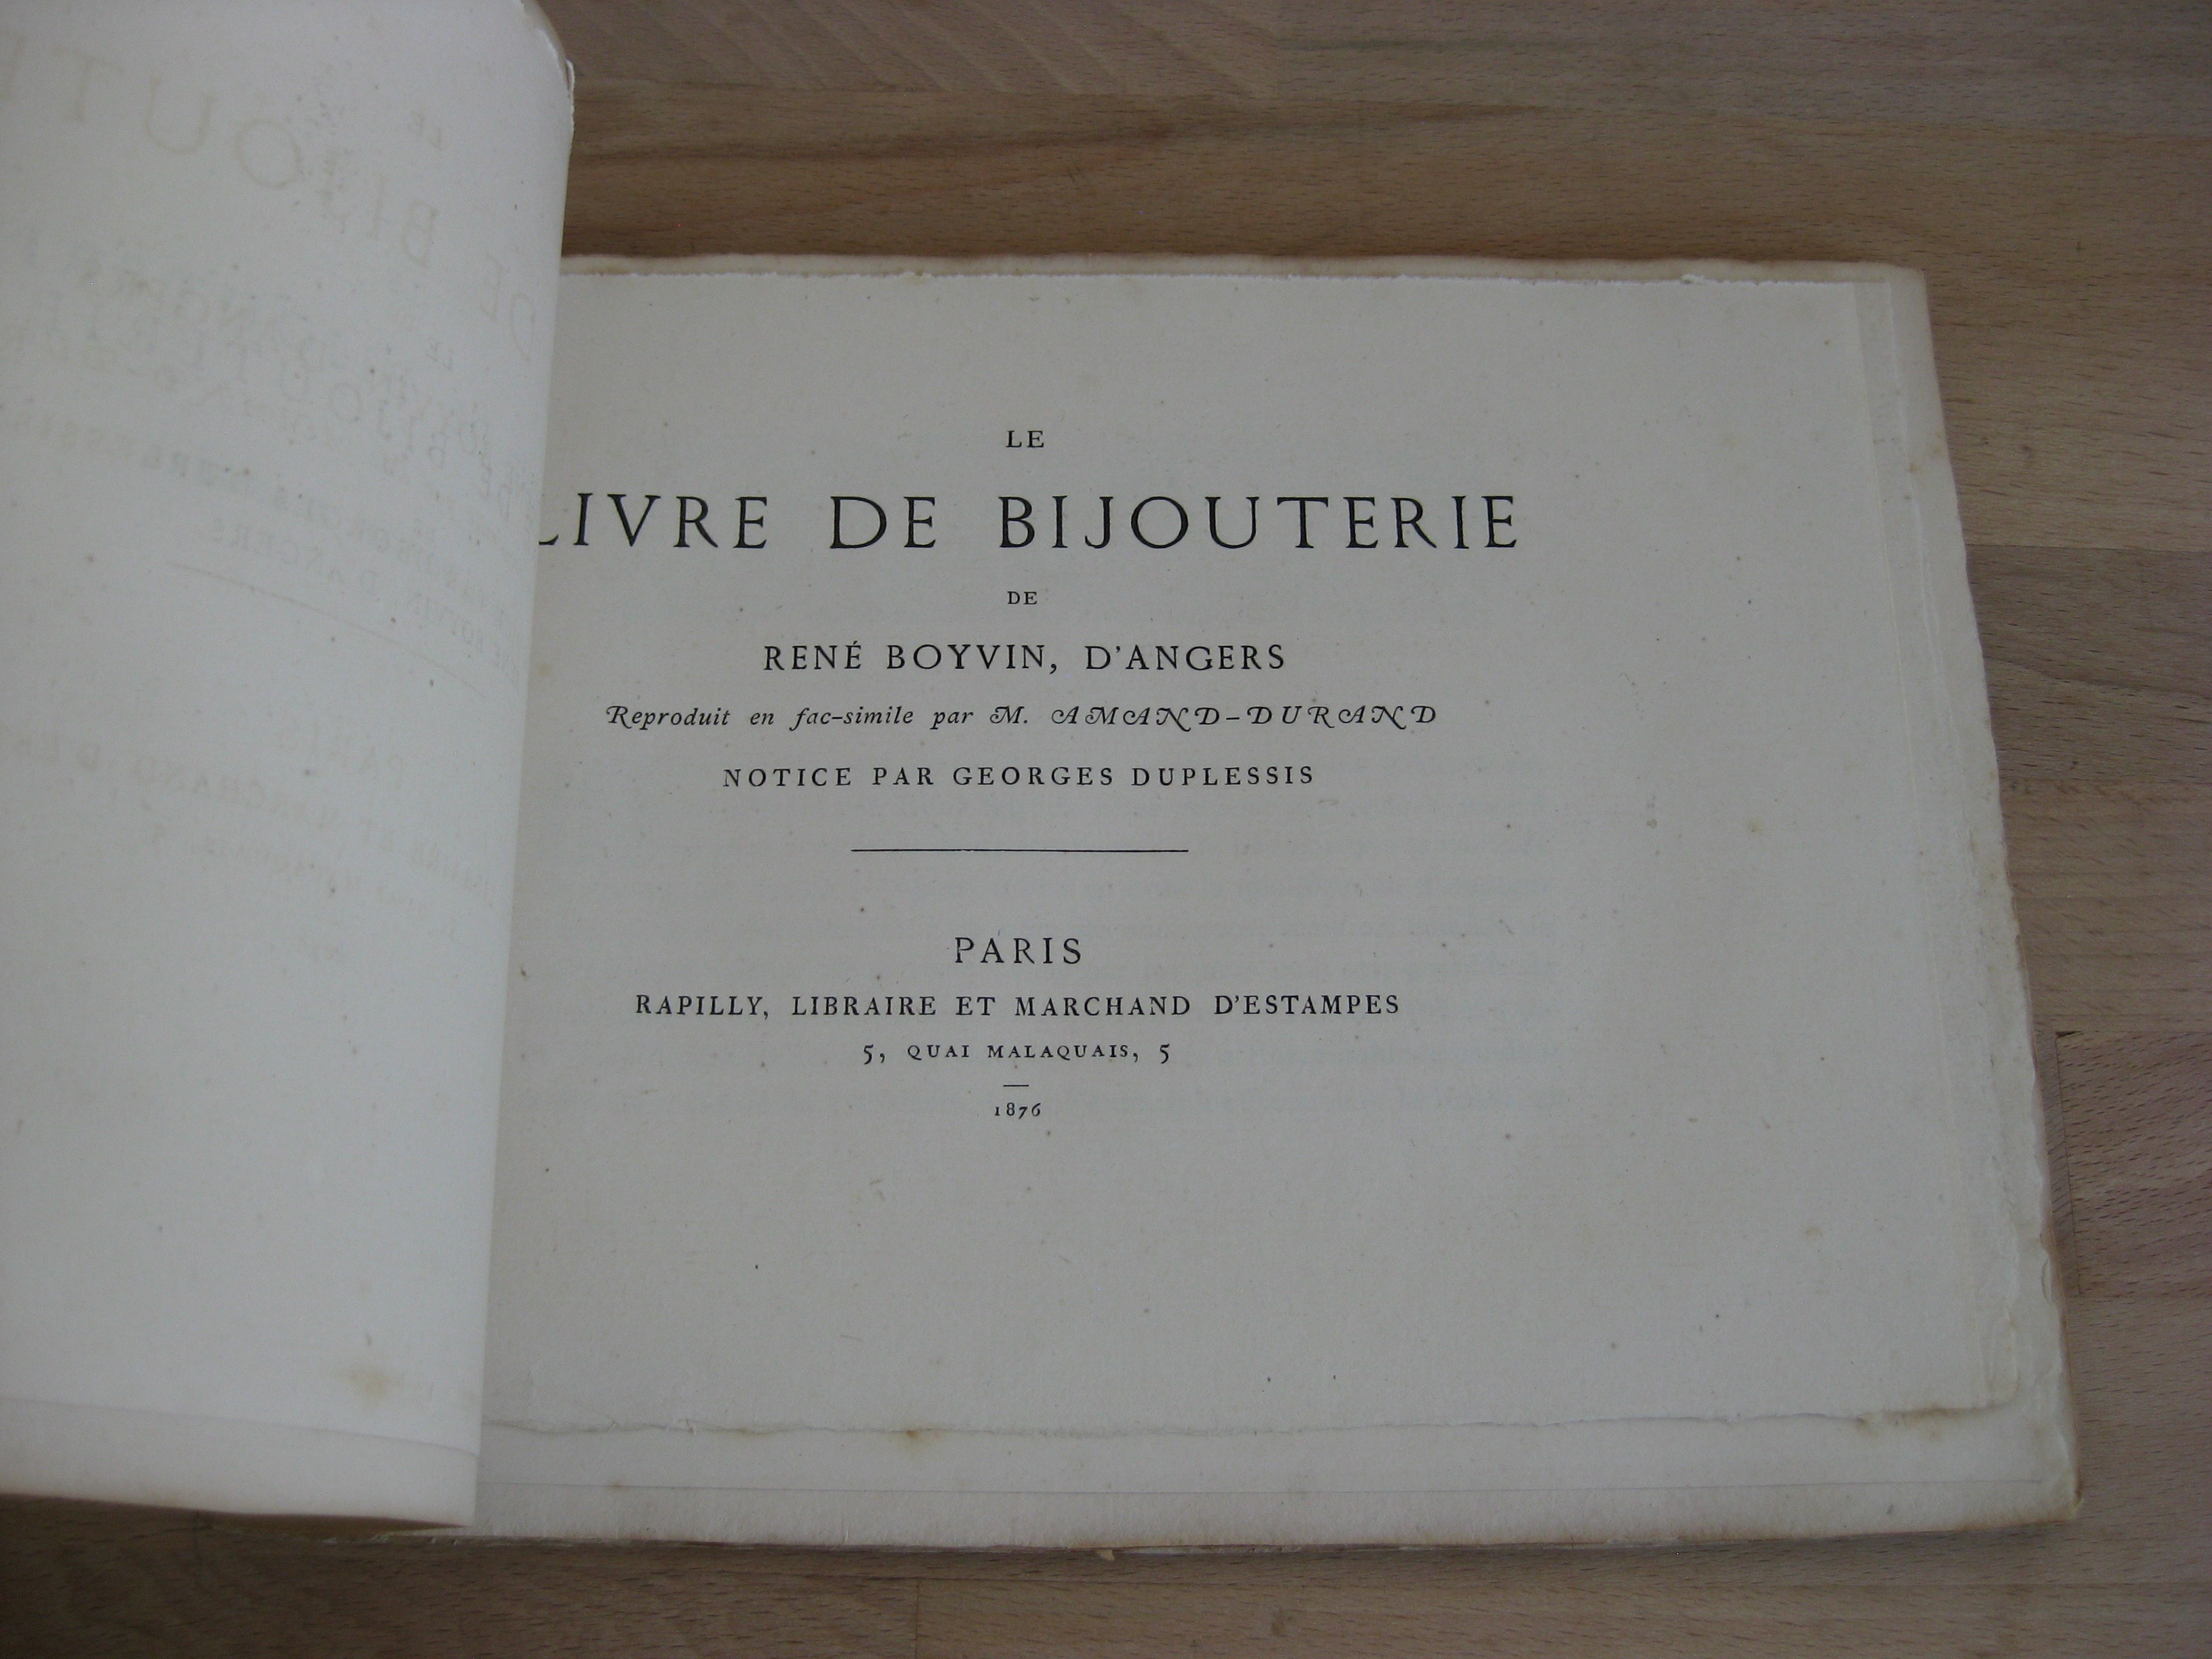 LE
LIVRE DE BIJOUTERIE
DE
RENÉ BOYVIN, D'ANGERS
Reproduit en fac-simile par M. AMAND-DURAND
NOTICE PAR GEORGES DUPLESSIS
PARIS
RAPILLY, LIBRAIRE ET MARCHAND D'ESTAMPES
5, QUAI MALAQUAIS, 5
1876